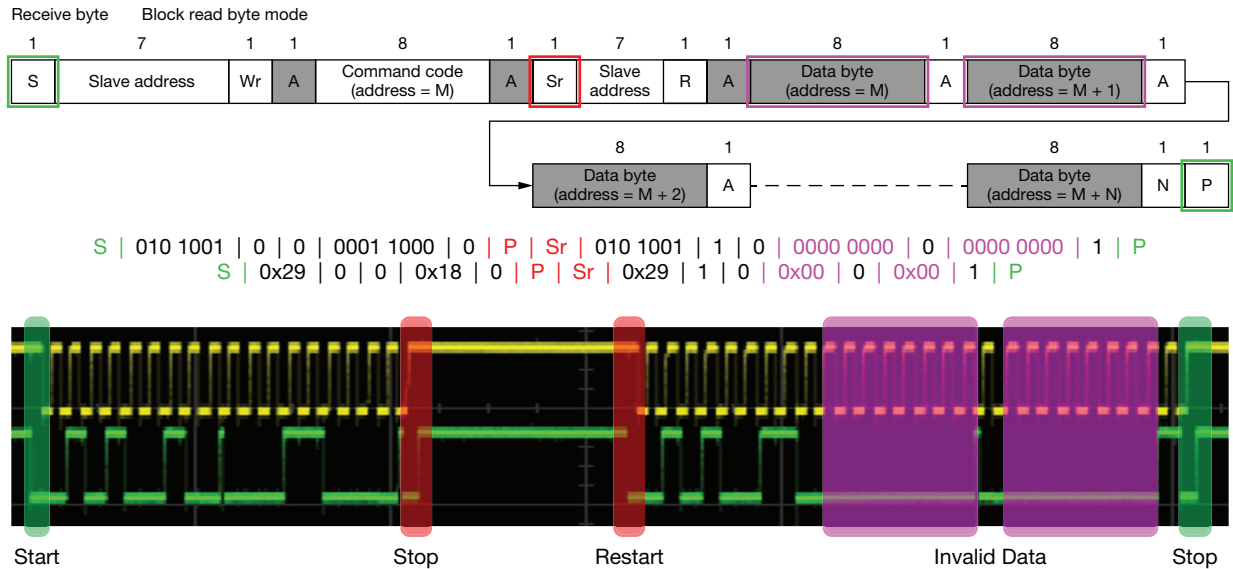 Receive byte Block read byte mode
1 7 1 1 8 1 1 7 1 1 8 1 8 1
S Slave address Wr A Command code (address = M) A Sr Slave address R A Data byte (address = M) A Data byte (address = M + 1) A
8 1 8 1 1
Data byte (address = M + 2) A Data byte (address = M + N) N P
S | 010 1001 | 0 | 0 | 0001 1000 | 0 | P | Sr | 010 1001 | 1 | 0 | 0000 0000 | 0 | 0000 0000 | 1 | P
S | 0x29 | 0 | 0 | 0x18 | 0 | P | Sr | 0x29 | 1 | 0 | 0x00 | 0 | 0x00 | 1 | P
Start Stop Restart Invalid Data Stop